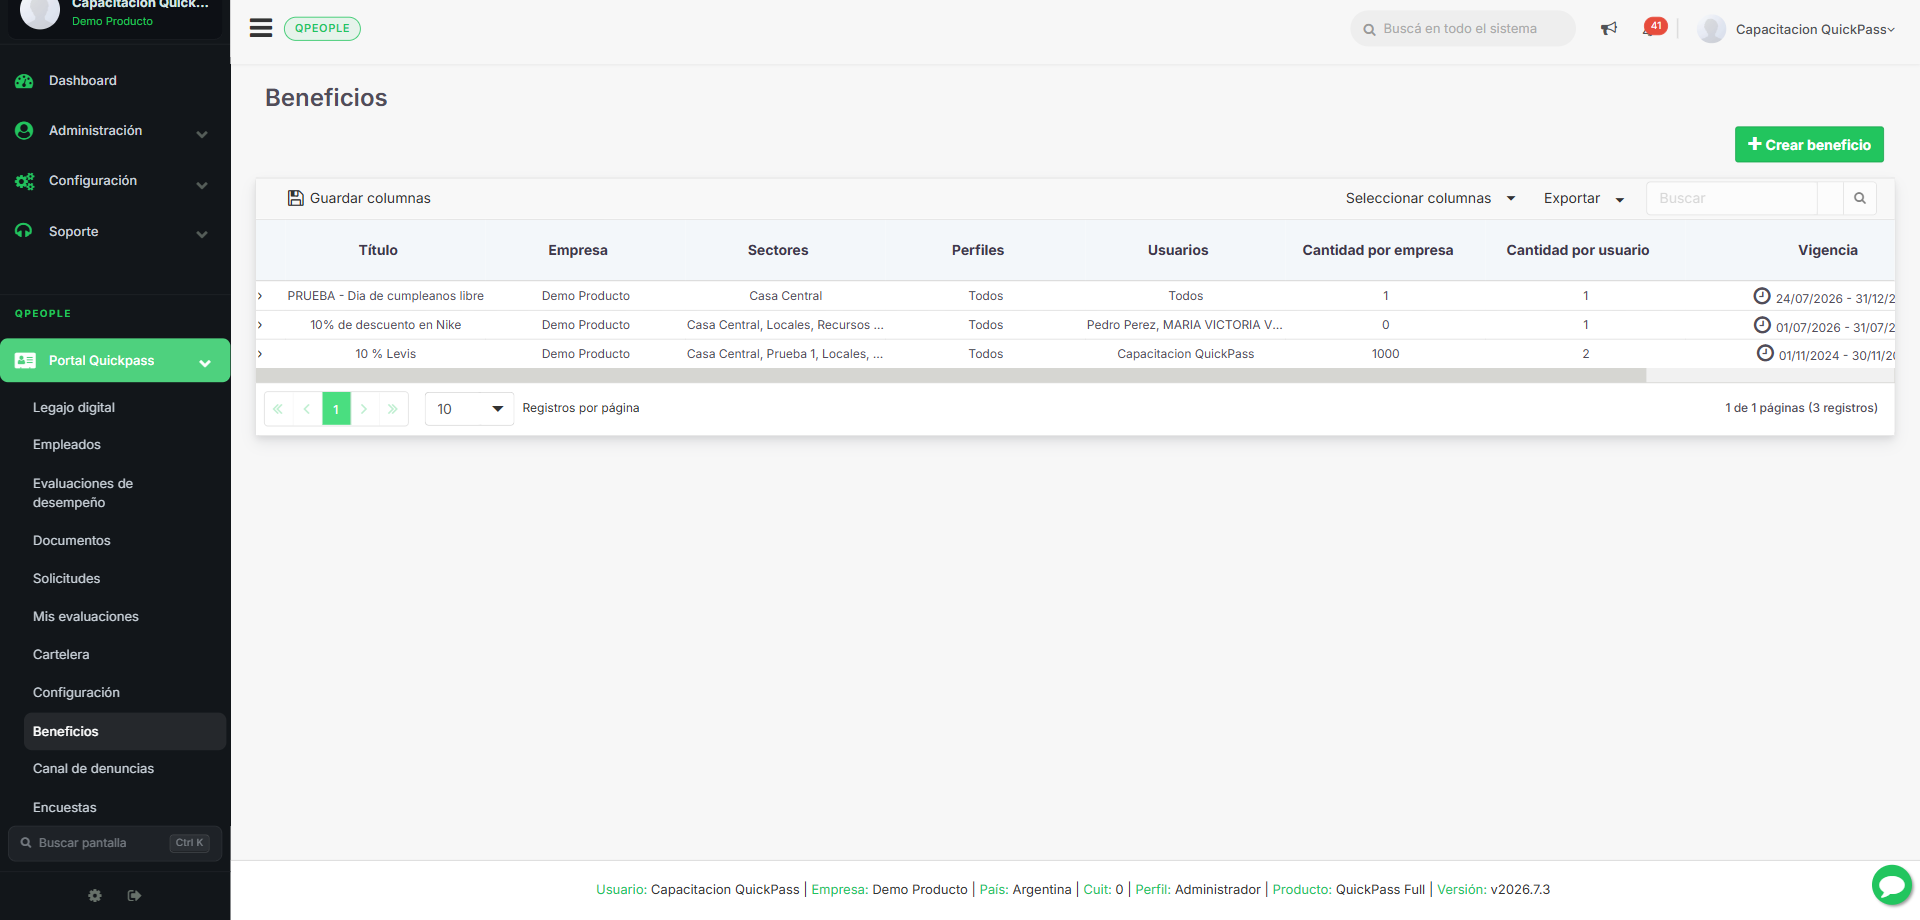 Capacitacion Quick...
Demo Producto
Dashboard
Administración
Configuración
Soporte
QPEOPLE
Portal Quickpass
Legajo digital
Empleados
Evaluaciones de
desempeño
Documentos
Solicitudes
Mis evaluaciones
Cartelera
Configuración
Beneficios
Canal de denuncias
Encuestas
Buscar pantalla Ctrl K
QPEOPLE
Buscá en todo el sistema
41
Capacitacion QuickPass
Beneficios
Crear beneficio
Guardar columnas
Seleccionar columnas
Exportar
Buscar
Título Empresa Sectores Perfiles Usuarios Cantidad por empresa Cantidad por usuario Vigencia
PRUEBA - Dia de cumpleanos libre Demo Producto Casa Central Todos Todos 1 1 24/07/2026 - 31/12/2
10% de descuento en Nike Demo Producto Casa Central, Locales, Recursos ... Todos Pedro Perez, MARIA VICTORIA V... 0 1 01/07/2026 - 31/07/2
10 % Levis Demo Producto Casa Central, Prueba 1, Locales, ... Todos Capacitacion QuickPass 1000 2 01/11/2024 - 30/11/20
« ‹ 1 › » 10 Registros por página
1 de 1 páginas (3 registros)
Usuario: Capacitacion QuickPass | Empresa: Demo Producto | País: Argentina | Cuit: 0 | Perfil: Administrador | Producto: QuickPass Full | Versión: v2026.7.3